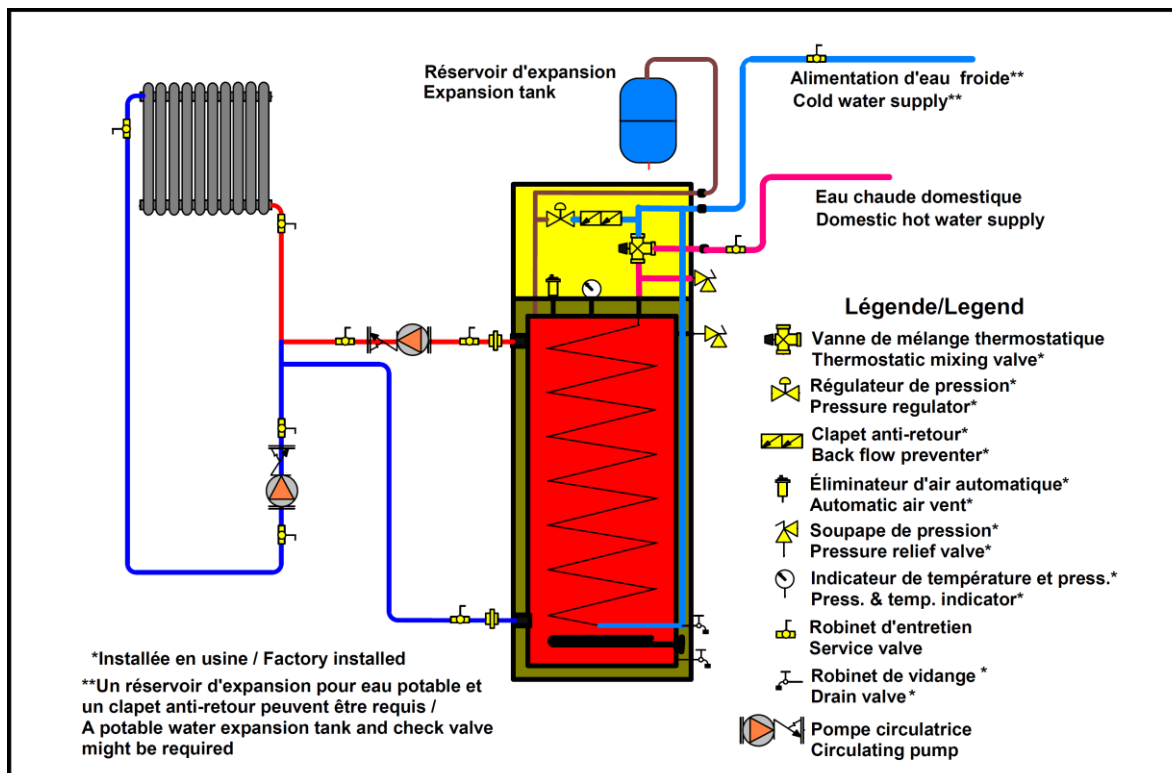 Réservoir d'expansion
Expansion tank
Alimentation d'eau froide**
Cold water supply**
Eau chaude domestique
Domestic hot water supply
Légende/Legend
Vanne de mélange thermostatique
Thermostatic mixing valve*
Régulateur de pression*
Pressure regulator*
Clapet anti-retour*
Back flow preventer*
Éliminateur d'air automatique*
Automatic air vent*
Soupape de pression*
Pressure relief valve*
Indicateur de température et press.*
Press. & temp. indicator*
Robinet d'entretien
Service valve
Robinet de vidange *
Drain valve*
Pompe circulatrice
Circulating pump
*Installée en usine / Factory installed
**Un réservoir d'expansion pour eau potable et
un clapet anti-retour peuvent être requis /
A potable water expansion tank and check valve
might be required